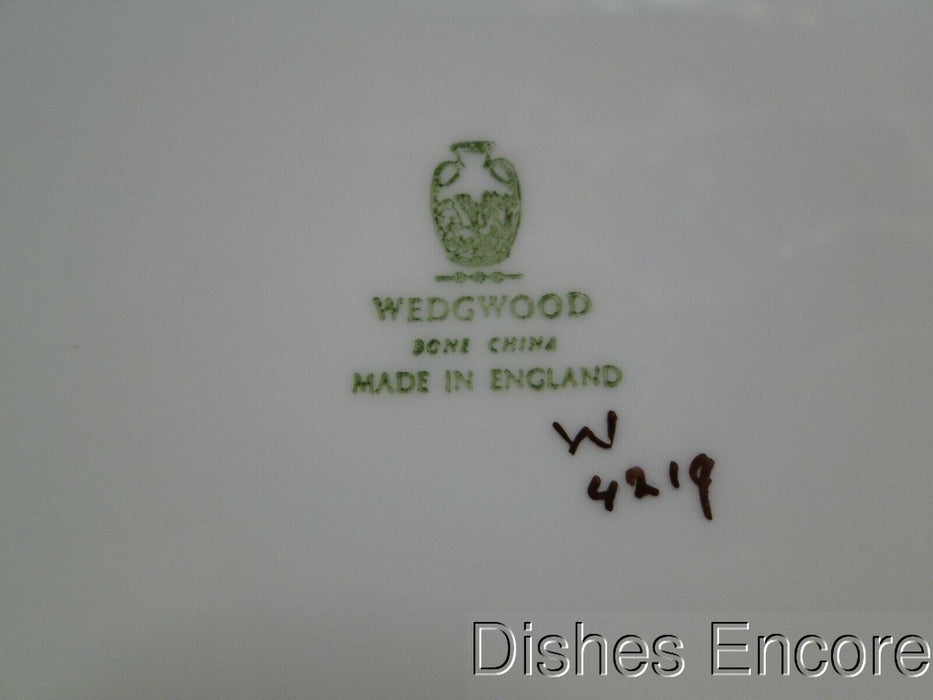 WEDGWOOD
BONE CHINA
MADE IN ENGLAND
W
4219
Dishes Encore